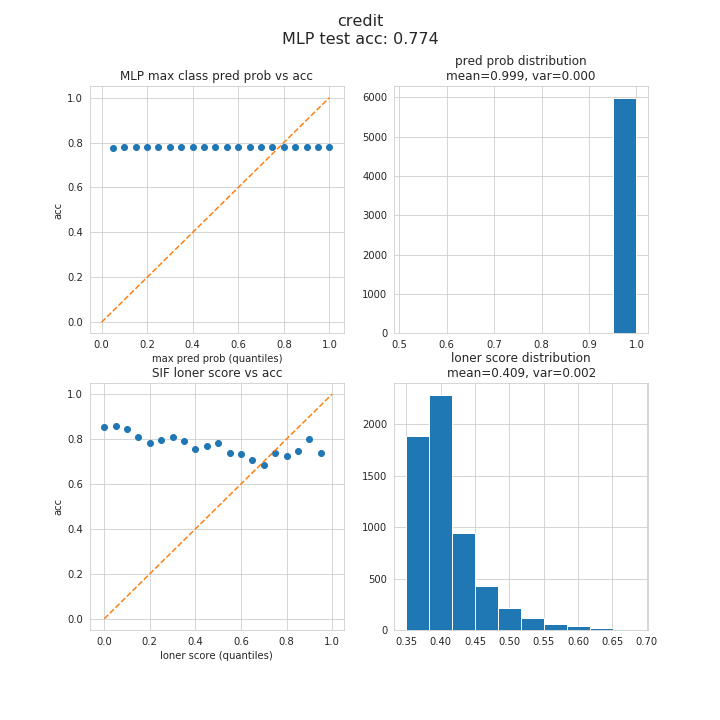 credit
MLP test acc: 0.774
MLP max class pred prob vs acc
1.0
0.8
0.6
0.4
0.2
0.0
acc
0.0 0.2 0.4 0.6 0.8 1.0
max pred prob (quantiles)
pred prob distribution
mean=0.999, var=0.000
6000
5000
4000
3000
2000
1000
0
0.5 0.6 0.7 0.8 0.9 1.0
SIF loner score vs acc
1.0
0.8
0.6
0.4
0.2
0.0
acc
0.0 0.2 0.4 0.6 0.8 1.0
loner score (quantiles)
loner score distribution
mean=0.409, var=0.002
2000
1500
1000
500
0
0.35 0.40 0.45 0.50 0.55 0.60 0.65 0.70